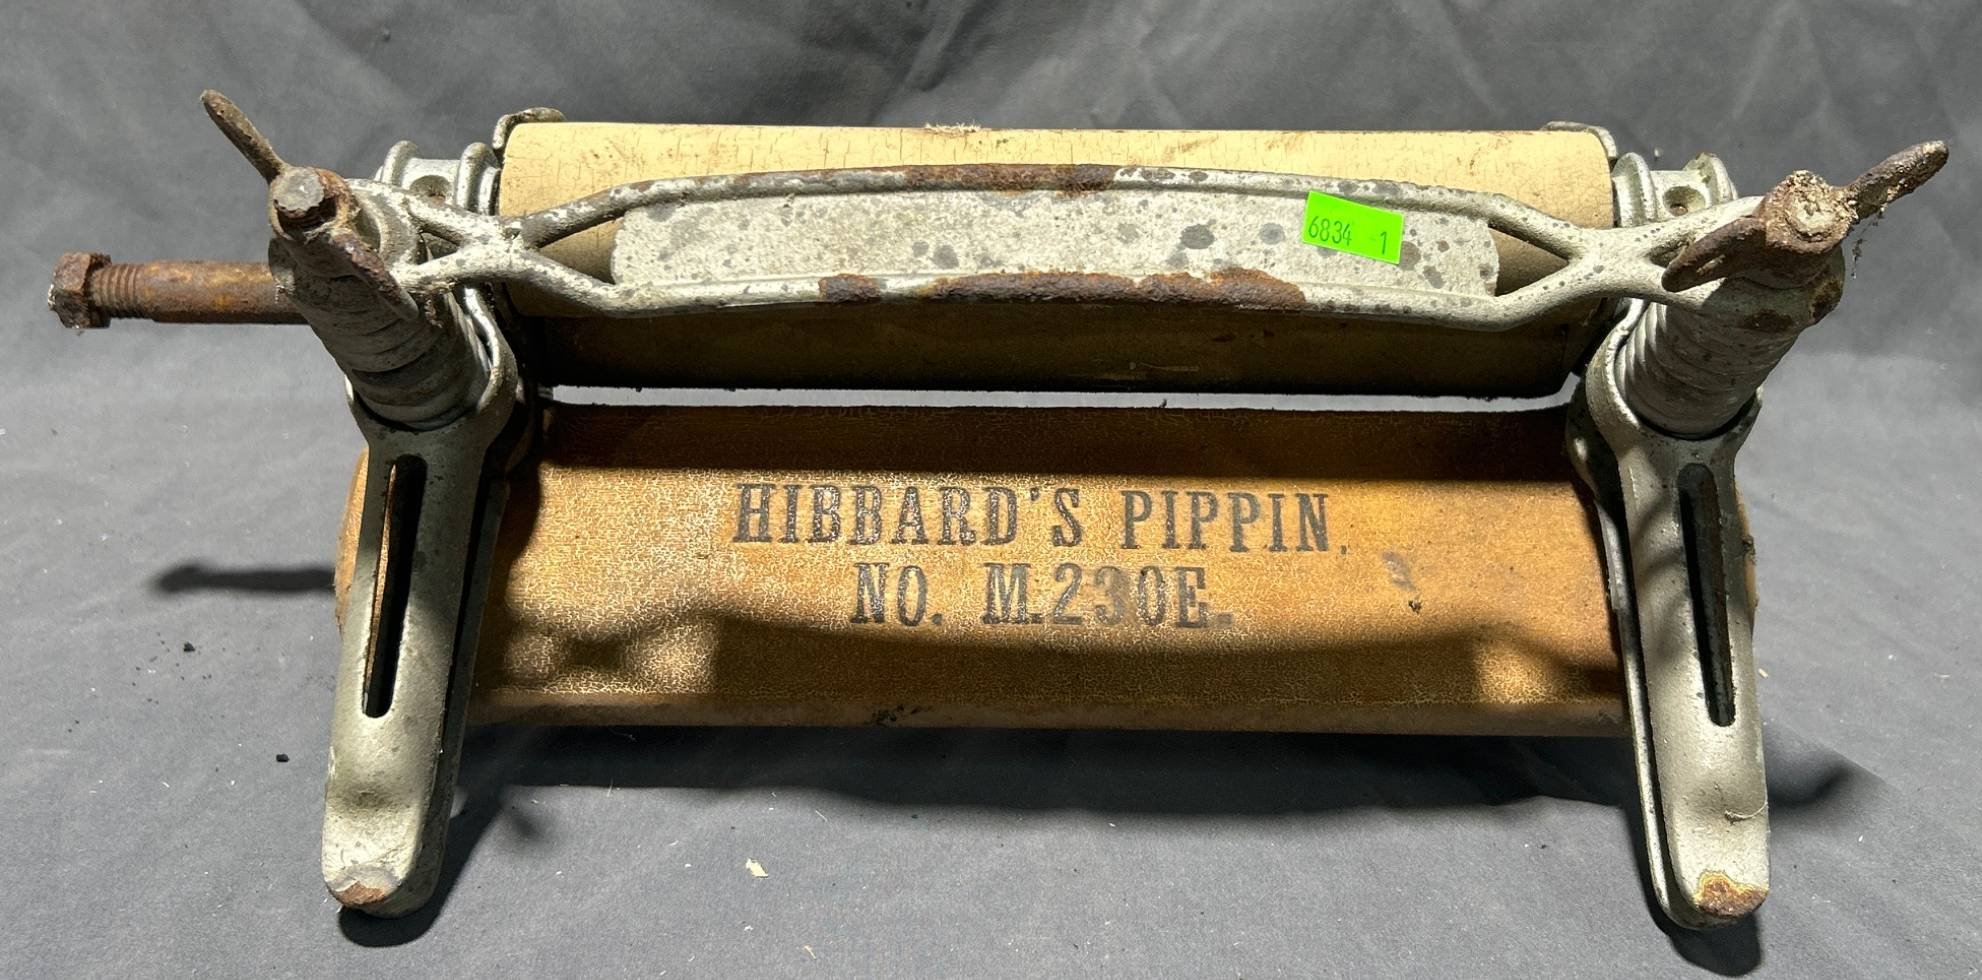 6834 1
HIBBARD'S PIPPIN.
NO. M.230E.